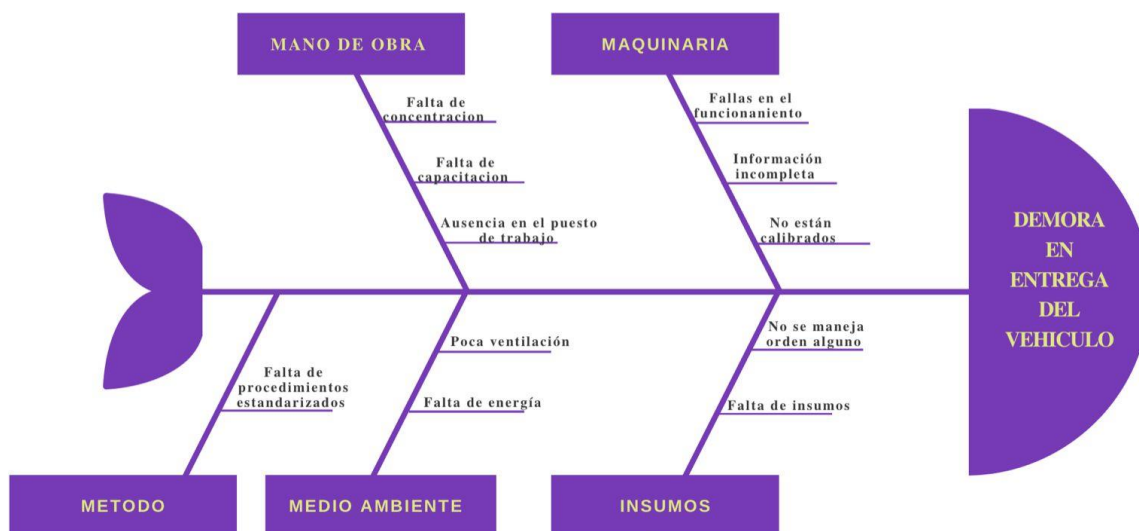 MANO DE OBRA
MAQUINARIA
Falta de
concentracion
Falta de
capacitacion
Ausencia en el puesto
de trabajo
Fallas en el
funcionaniento
Información
incompleta
No están
calibrados
DEMORA
EN
ENTREGA
DEL
VEHICULO
Falta de
procedimientos
estandarizados
Poca ventilación
Falta de energía
No se maneja
orden alguno
Falta de insumos
METODO
MEDIO AMBIENTE
INSUMOS